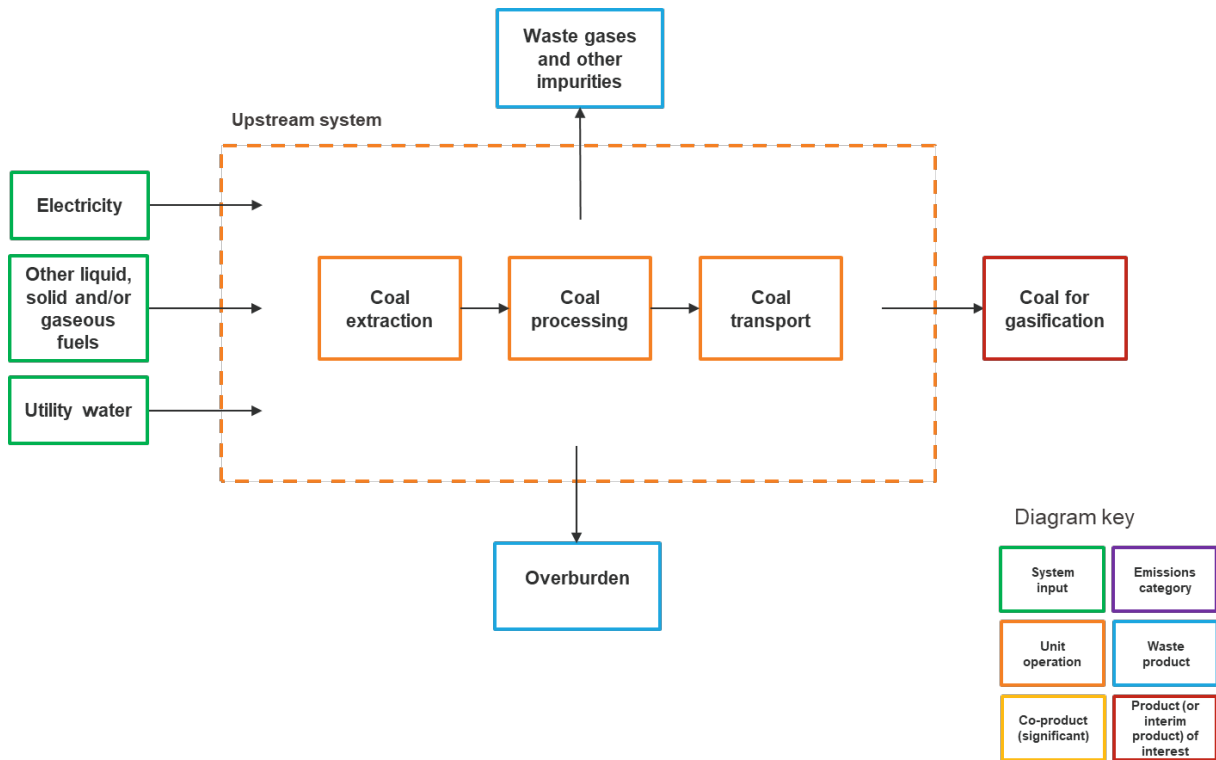 Waste gases
and other
impurities
Upstream system
Electricity
Other liquid,
solid and/or
gaseous
fuels
Utility water
Coal
extraction
Coal
processing
Coal
transport
Coal for
gasification
Overburden
Diagram key
System
input
Emissions
category
Unit
operation
Waste
product
Co-product
(significant)
Product (or
interim
product) of
interest